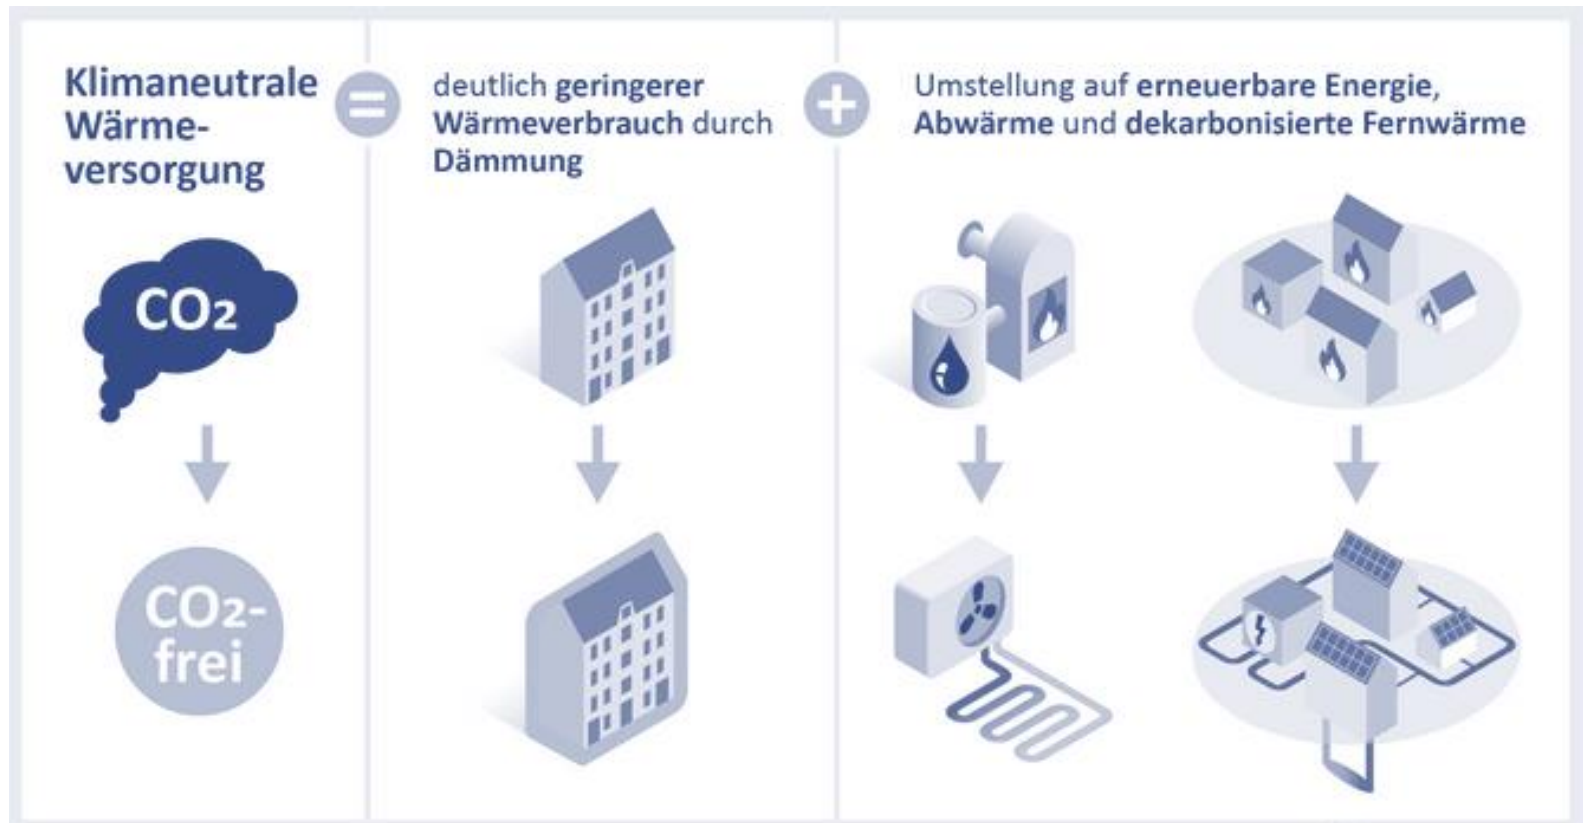 Klimaneutrale
Wärme-
versorgung
=
deutlich geringerer
Wärmeverbrauch durch
Dämmung
+
Umstellung auf erneuerbare Energie,
Abwärme und dekarbonisierte Fernwärme
CO2
CO2-
frei